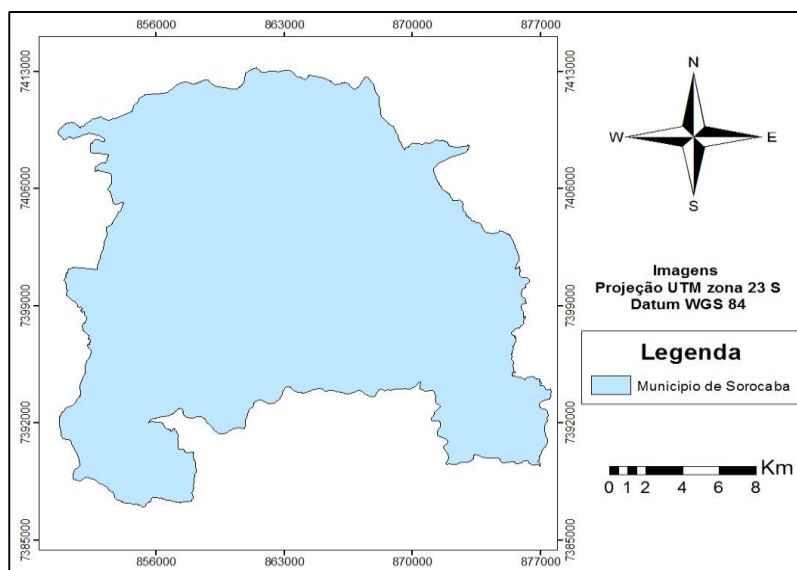 856000 863000 870000 877000
7413000 7413000
7406000 7406000
7399000 7399000
7392000 7392000
7385000 7385000
856000 863000 870000 877000
N
W E
S
Imagens
Projeção UTM zona 23 S
Datum WGS 84
Legenda
Municipio de Sorocaba
Km
0 1 2 4 6 8